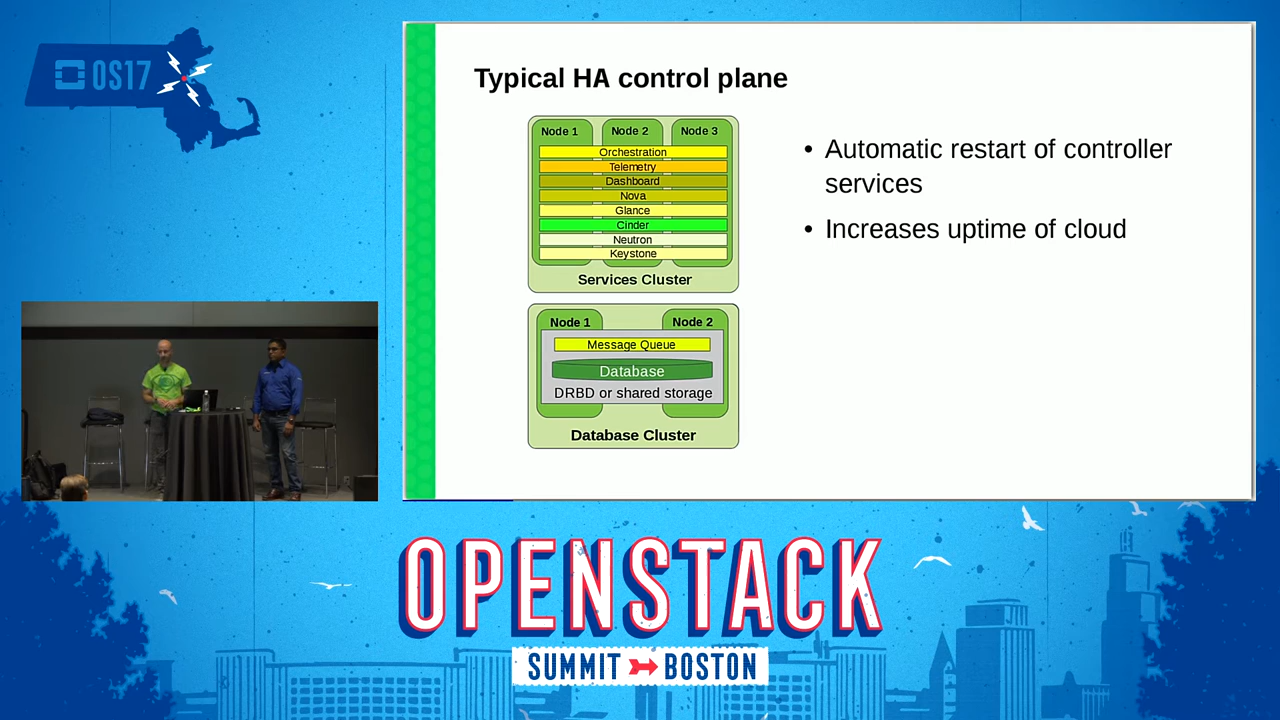 OS17
Typical HA control plane
Node 1
Node 2
Node 3
Orchestration
Telemetry
Dashboard
Nova
Glance
Cinder
Neutron
Keystone
Services Cluster
Node 1
Node 2
Message Queue
Database
DRBD or shared storage
Database Cluster
• Automatic restart of controller
services
• Increases uptime of cloud
OPENSTACK
SUMMIT BOSTON